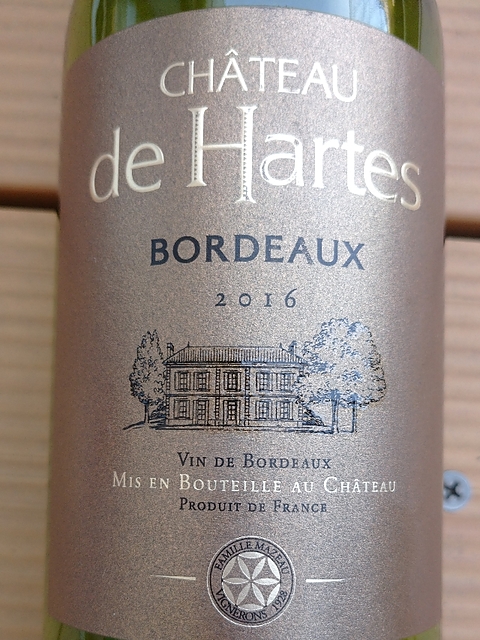 CHÂTEAU
de Hartes
BORDEAUX
2016
VIN DE BORDEAUX
MIS EN BOUTEILLE AU CHÂTEAU
PRODUIT DE FRANCE
FAMILLE MAZEAU
VIGNERONS 1928